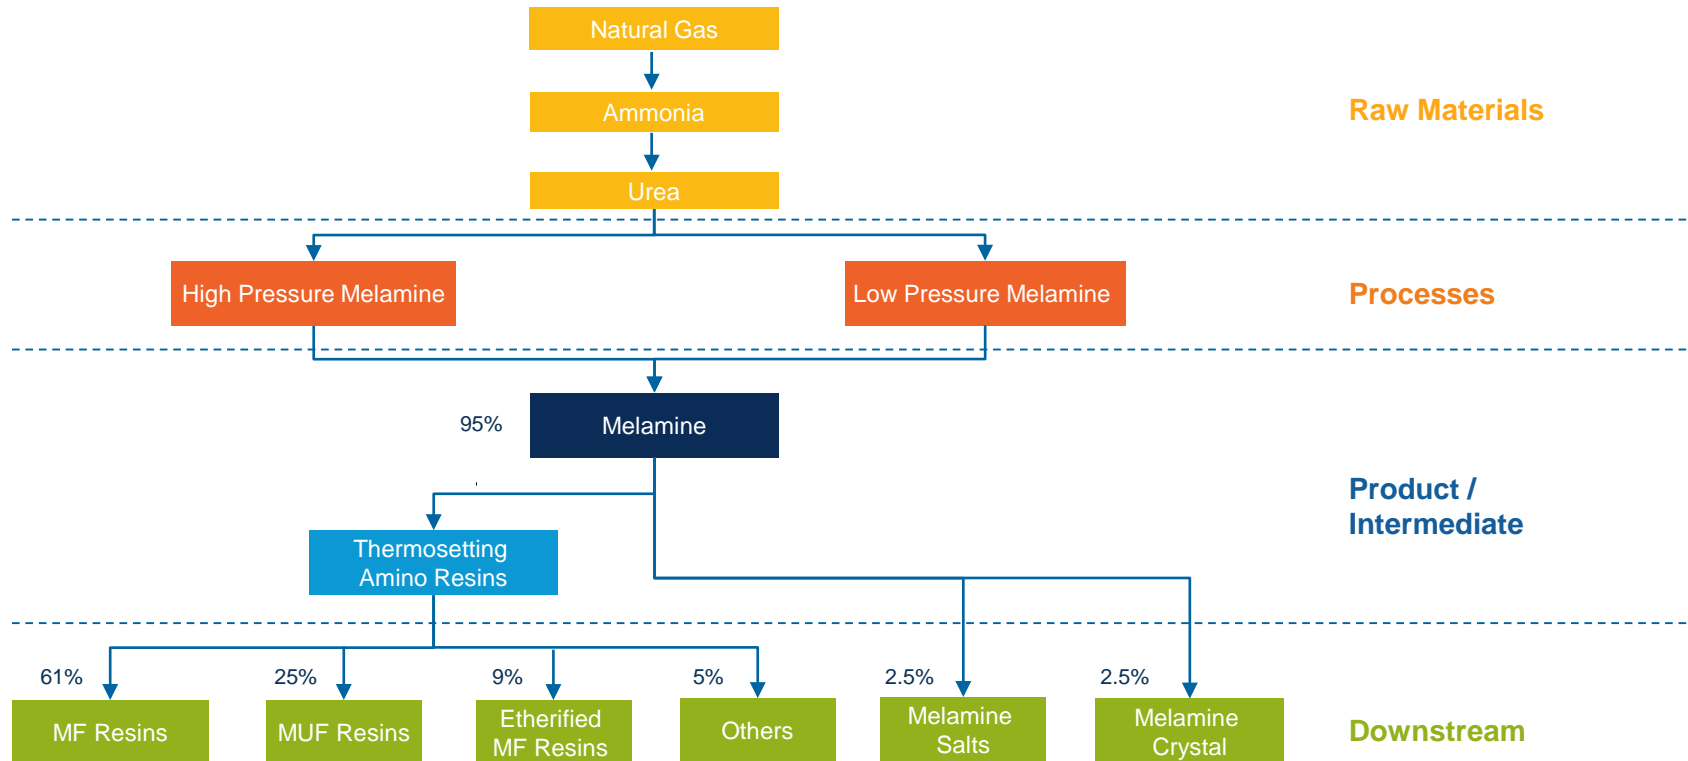 Natural Gas
Ammonia
Raw Materials
Urea
High Pressure Melamine
Low Pressure Melamine
Processes
95%
Melamine
Product /
Intermediate
Thermosetting
Amino Resins
61%
25%
9%
5%
2.5%
2.5%
MF Resins
MUF Resins
Etherified
MF Resins
Others
Melamine
Salts
Melamine
Crystal
Downstream